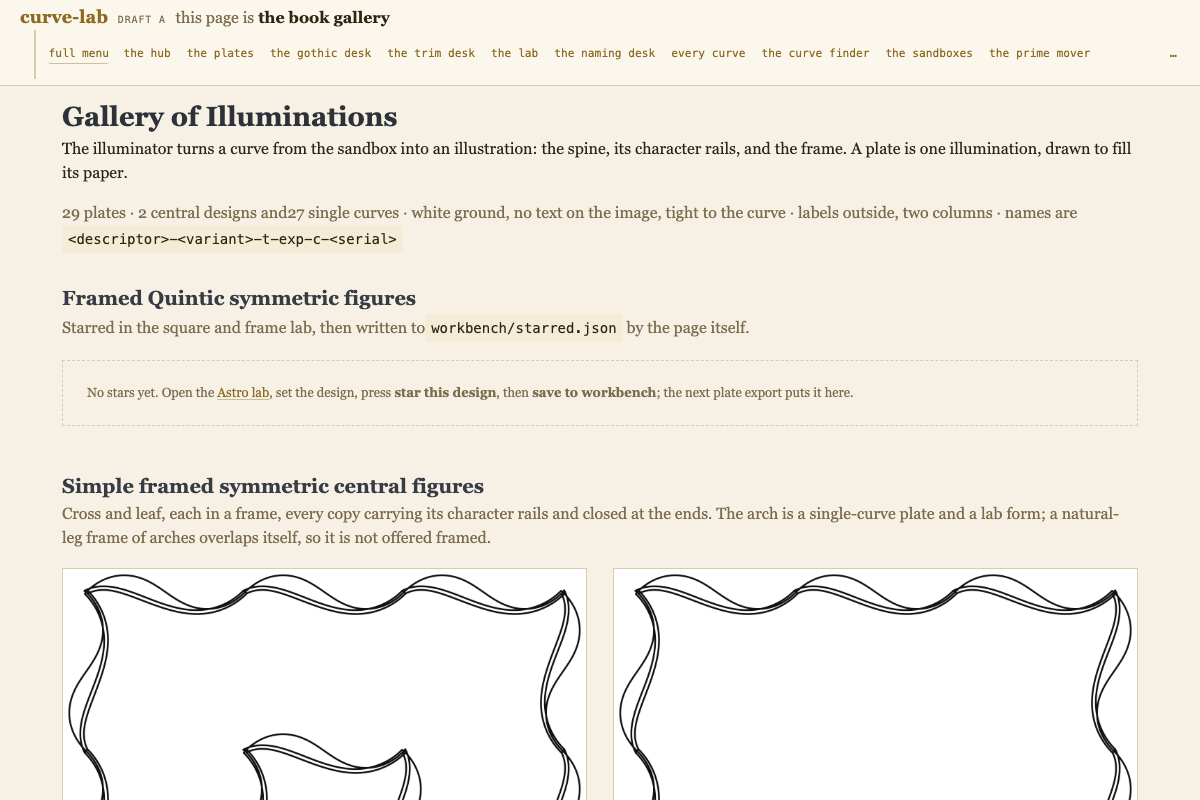 curve-lab DRAFT A this page is the book gallery
full menu the hub the plates the gothic desk the trim desk the lab the naming desk every curve the curve finder the sandboxes the prime mover …
Gallery of Illuminations
The illuminator turns a curve from the sandbox into an illustration: the spine, its character rails, and the frame. A plate is one illumination, drawn to fill
its paper.
29 plates · 2 central designs and27 single curves · white ground, no text on the image, tight to the curve · labels outside, two columns · names are
<descriptor>-<variant>-t-exp-c-<serial>
Framed Quintic symmetric figures
Starred in the square and frame lab, then written to workbench/starred.json by the page itself.
No stars yet. Open the Astro lab, set the design, press star this design, then save to workbench; the next plate export puts it here.
Simple framed symmetric central figures
Cross and leaf, each in a frame, every copy carrying its character rails and closed at the ends. The arch is a single-curve plate and a lab form; a natural-
leg frame of arches overlaps itself, so it is not offered framed.